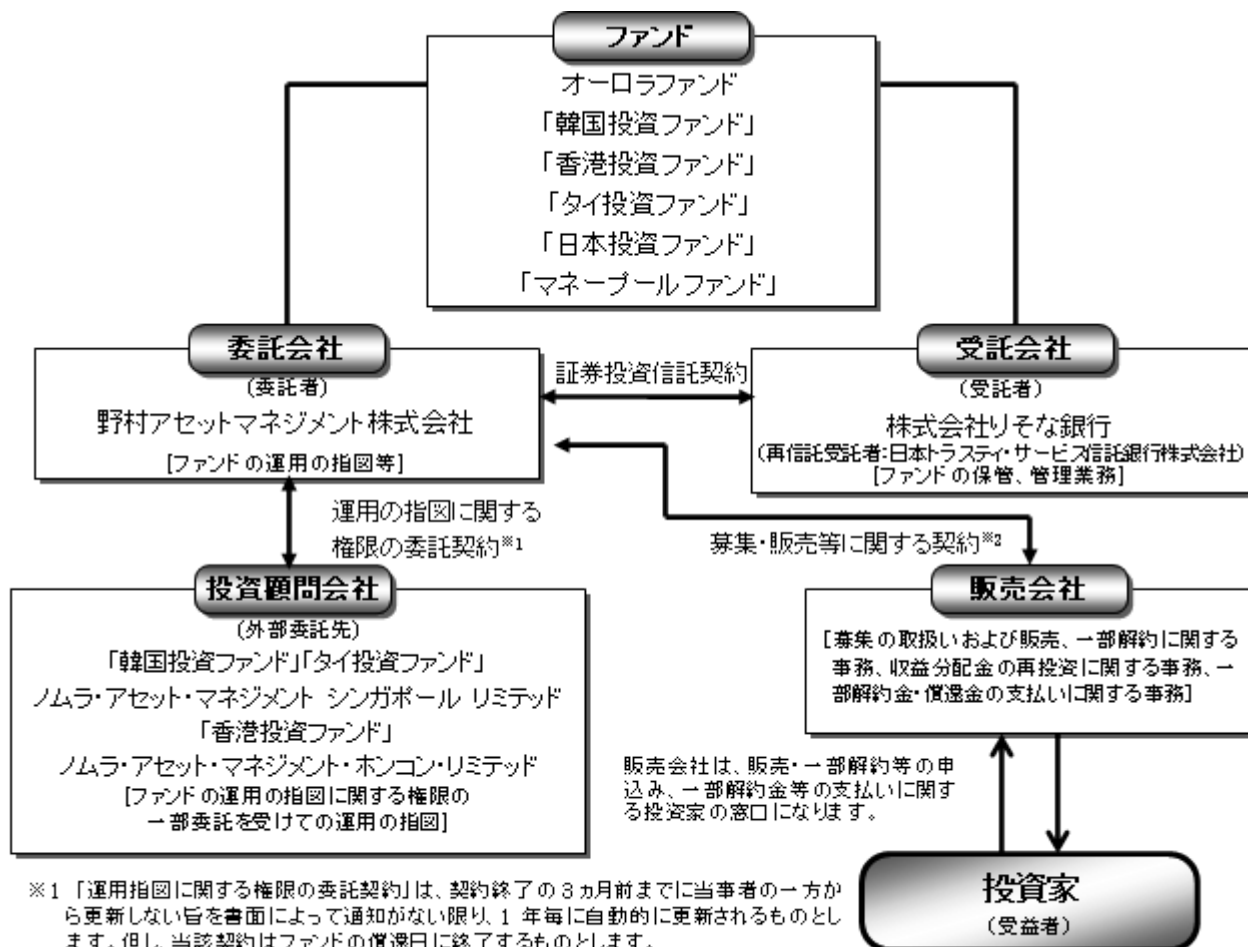 ファンド
オーロラファンド
「韓国投資ファンド」
「香港投資ファンド」
「タイ投資ファンド」
「日本投資ファンド」
「マネープールファンド」
委託会社
(委託者)
野村アセットマネジメント株式会社
[ファンドの運用の指図等]
証券投資信託契約
受託会社
(受託者)
株式会社りそな銀行
(再信託受託者:日本トラスティ・サービス信託銀行株式会社)
[ファンドの保管、管理業務]
運用の指図に関する
権限の委託契約※1
募集・販売等に関する契約※2
投資顧問会社
(外部委託先)
「韓国投資ファンド」「タイ投資ファンド」
ノムラ・アセット・マネジメント シンガポール リミテッド
「香港投資ファンド」
ノムラ・アセット・マネジメント・ホンコン・リミテッド
[ファンドの運用の指図に関する権限の
一部委託を受けての運用の指図]
販売会社
[募集の取扱いおよび販売、一部解約に関する
事務、収益分配金の再投資に関する事務、一
部解約金・償還金の支払いに関する事務]
販売会社は、販売・一部解約等の申
込み、一部解約金等の支払いに関す
る投資家の窓口になります。
投資家
(受益者)
※1 「運用指図に関する権限の委託契約」は、契約終了の3ヵ月前までに当事者の一方か
ら更新しない旨を書面によって通知がない限り、1 年毎に自動的に更新されるものとし
ます。但し、当該契約はファンドの償還日に終了するものとします。